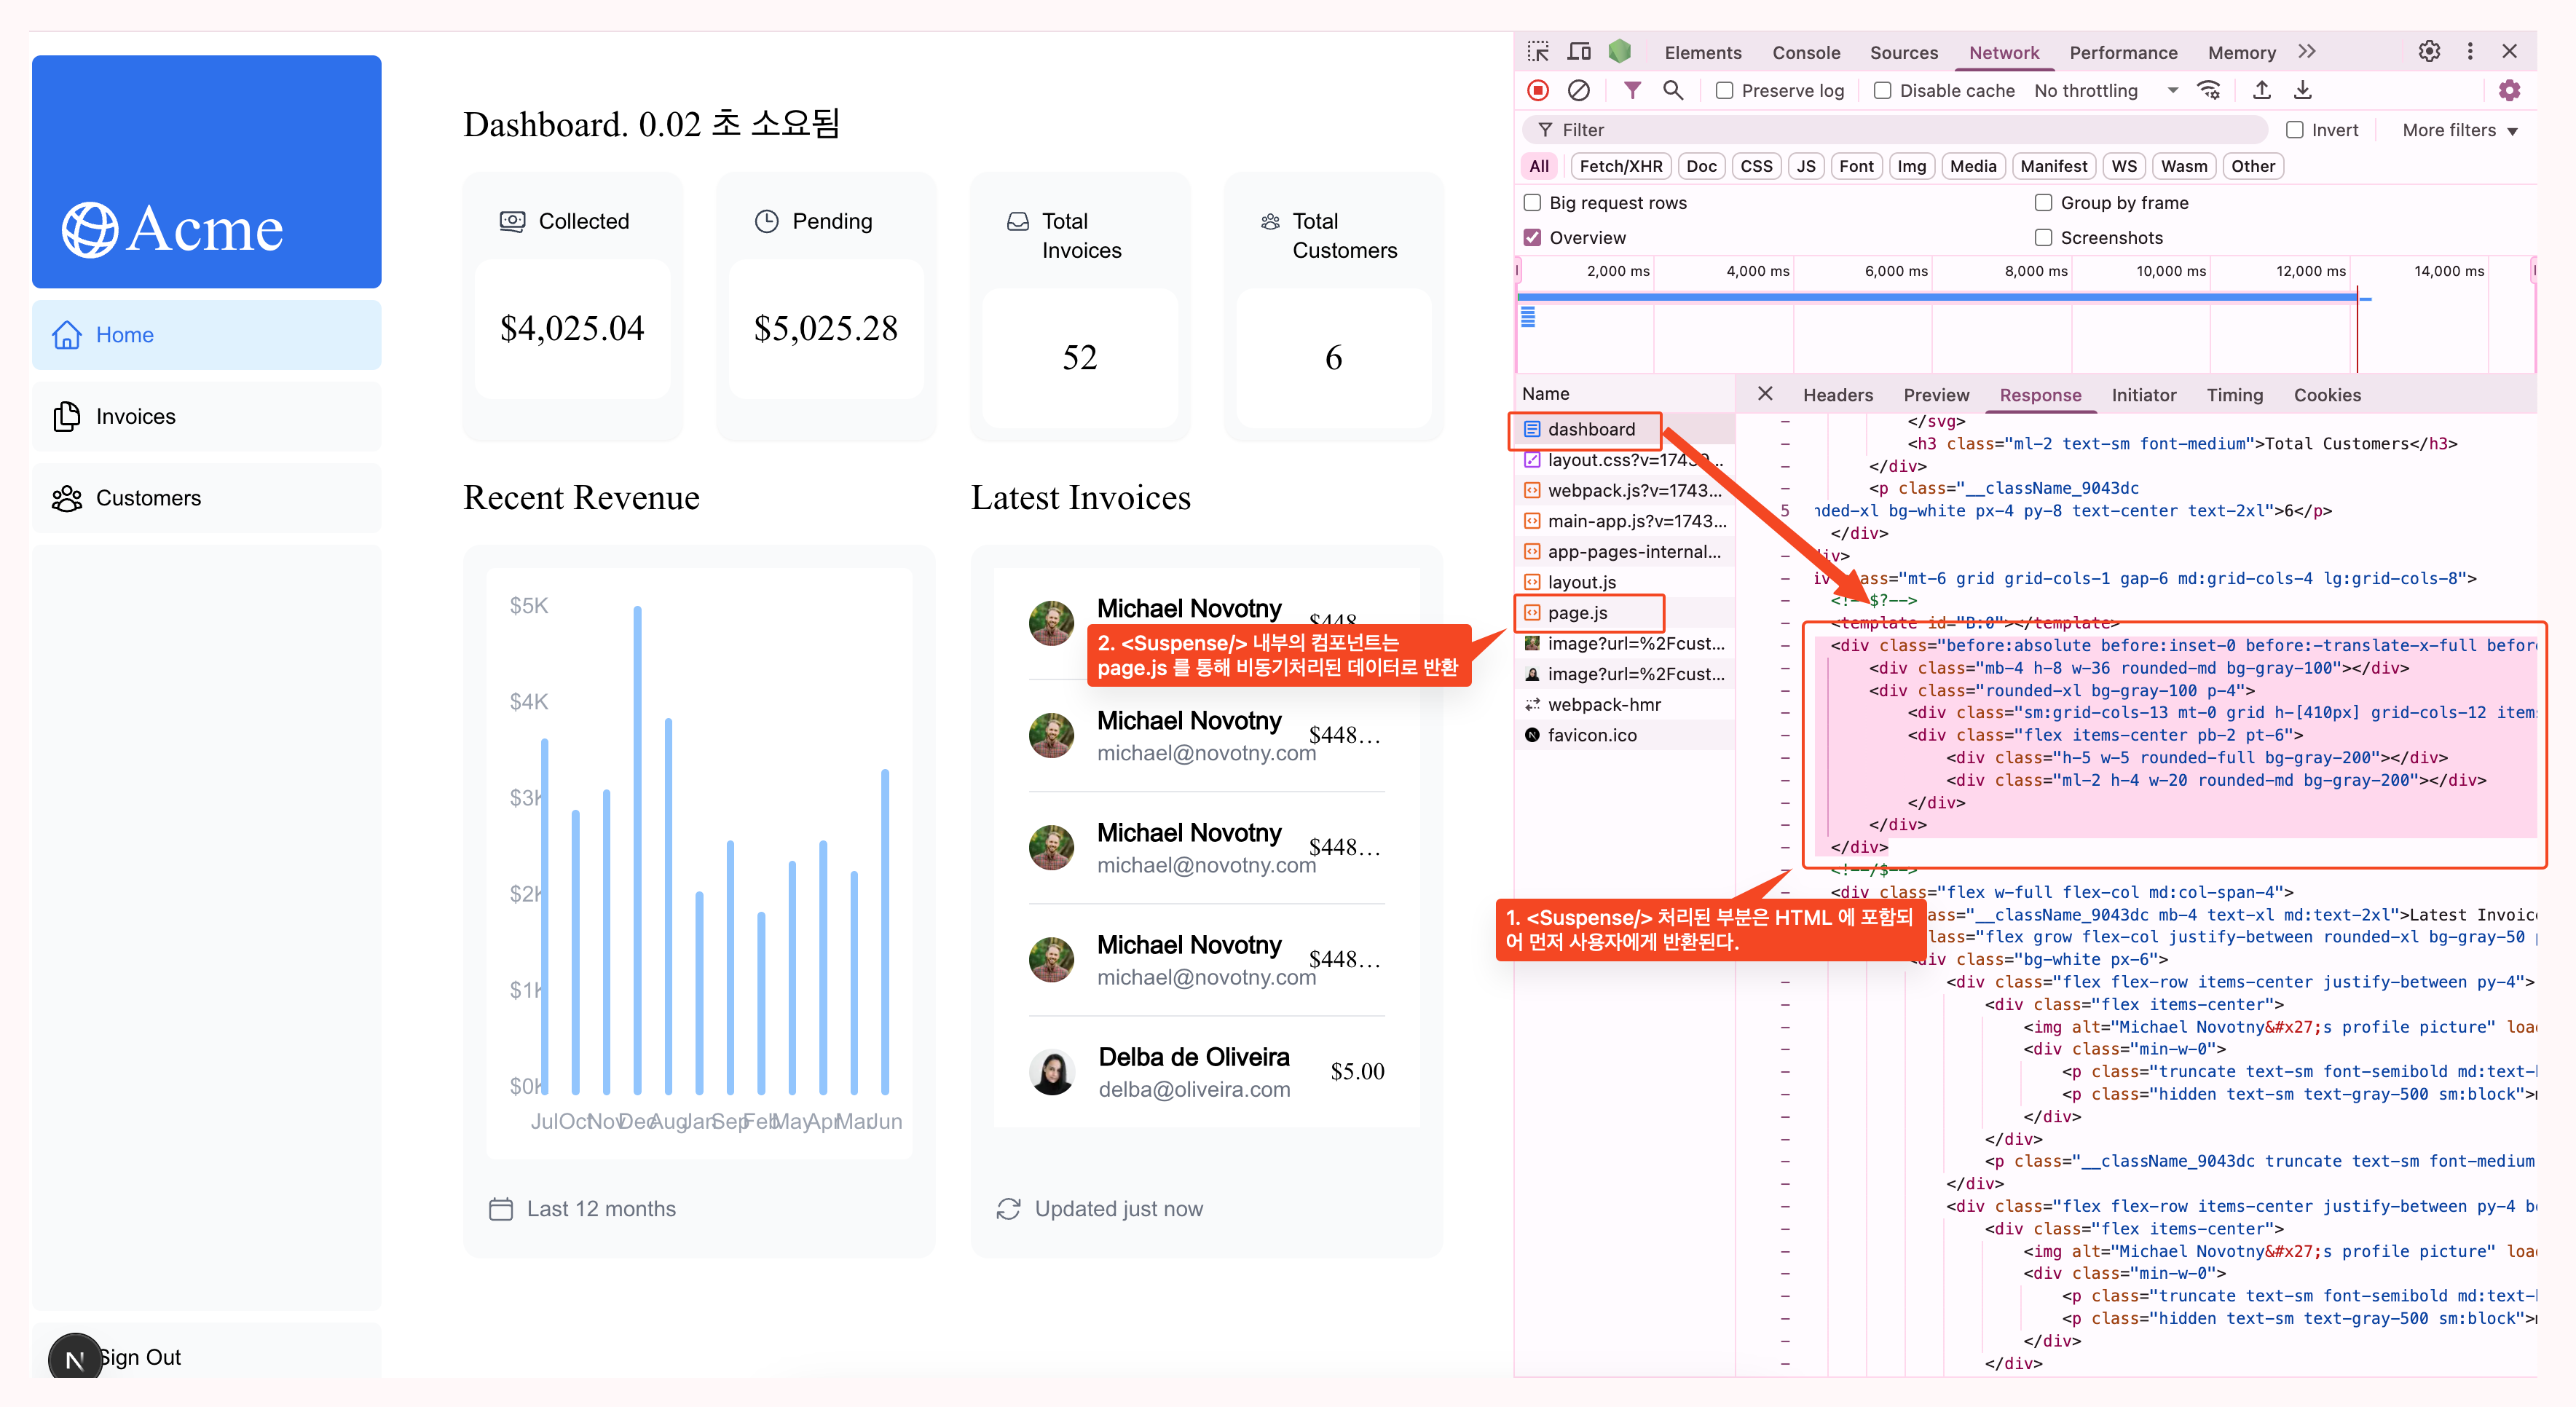 Acme
Home
Invoices
Customers
Sign Out
N
Dashboard. 0.02 초 소요됨
Collected
$4,025.04
Pending
$5,025.28
Total
Invoices
52
Total
Customers
6
Recent Revenue
$5K
$4K
$3K
$2K
$1K
$0K
Jul Oct Nov Dec Aug Jan Sep Feb May Apr Mar Jun
Last 12 months
Latest Invoices
Michael Novotny
$448
Michael Novotny
michael@novotny.com
$448…
Michael Novotny
michael@novotny.com
$448…
Michael Novotny
michael@novotny.com
$448…
Delba de Oliveira
delba@oliveira.com
$5.00
Updated just now
2. <Suspense/> 내부의 컴포넌트는
page.js 를 통해 비동기처리된 데이터로 반환
1. <Suspense/> 처리된 부분은 HTML 에 포함되
어 먼저 사용자에게 반환된다.
Elements Console Sources Network Performance Memory
Preserve log Disable cache No throttling
Filter Invert More filters
All Fetch/XHR Doc CSS JS Font Img Media Manifest WS Wasm Other
Big request rows Group by frame
Overview Screenshots
2,000 ms 4,000 ms 6,000 ms 8,000 ms 10,000 ms 12,000 ms 14,000 ms
Name
dashboard
layout.css?v=17439…
webpack.js?v=1743…
main-app.js?v=1743…
app-pages-internal…
layout.js
page.js
image?url=%2Fcust…
image?url=%2Fcust…
webpack-hmr
favicon.ico
Headers Preview Response Initiator Timing Cookies
</svg>
<h3 class="ml-2 text-sm font-medium">Total Customers</h3>
</div>
<p class="__className_9043dc
5 nded-xl bg-white px-4 py-8 text-center text-2xl">6</p>
</div>
div>
iv class="mt-6 grid grid-cols-1 gap-6 md:grid-cols-4 lg:grid-cols-8">
<!--$?-->
<template id="B:0"></template>
<div class="before:absolute before:inset-0 before:-translate-x-full before
<div class="mb-4 h-8 w-36 rounded-md bg-gray-100"></div>
<div class="rounded-xl bg-gray-100 p-4">
<div class="sm:grid-cols-13 mt-0 grid h-[410px] grid-cols-12 items
<div class="flex items-center pb-2 pt-6">
<div class="h-5 w-5 rounded-full bg-gray-200"></div>
<div class="ml-2 h-4 w-20 rounded-md bg-gray-200"></div>
</div>
</div>
</div>
<!--/$-->
<div class="flex w-full flex-col md:col-span-4">
ass="__className_9043dc mb-4 text-xl md:text-2xl">Latest Invoice
lass="flex grow flex-col justify-between rounded-xl bg-gray-50 p
div class="bg-white px-6">
<div class="flex flex-row items-center justify-between py-4">
<div class="flex items-center">
<img alt="Michael Novotny&#x27;s profile picture" load
<div class="min-w-0">
<p class="truncate text-sm font-semibold md:text-b
<p class="hidden text-sm text-gray-500 sm:block">m
</div>
</div>
<p class="__className_9043dc truncate text-sm font-medium
</div>
<div class="flex flex-row items-center justify-between py-4 bo
<div class="flex items-center">
<img alt="Michael Novotny&#x27;s profile picture" load
<div class="min-w-0">
<p class="truncate text-sm font-semibold md:text-b
<p class="hidden text-sm text-gray-500 sm:block">m
</div>
</div>